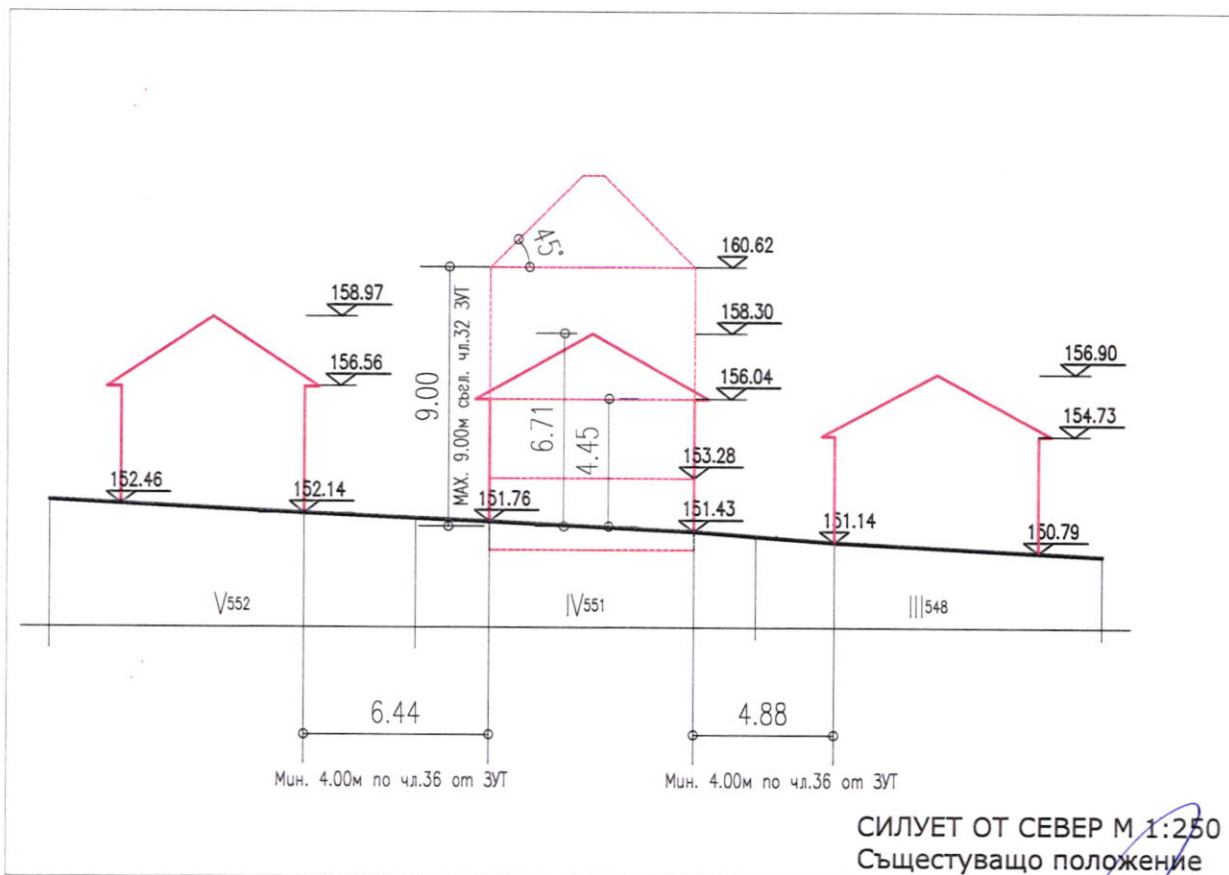 45°
160.62
158.97
158.30
156.56
156.04
156.90
154.73
9.00
МАХ. 9.00м съгл. чл.32 ЗУТ
6.71
4.45
153.28
152.46
152.14
151.76
151.43
151.14
150.79
V552
IV551
III548
6.44
4.88
Мин. 4.00м по чл.36 от ЗУТ
Мин. 4.00м по чл.36 от ЗУТ
СИЛУЕТ ОТ СЕВЕР М 1:250
Същестуващо положение